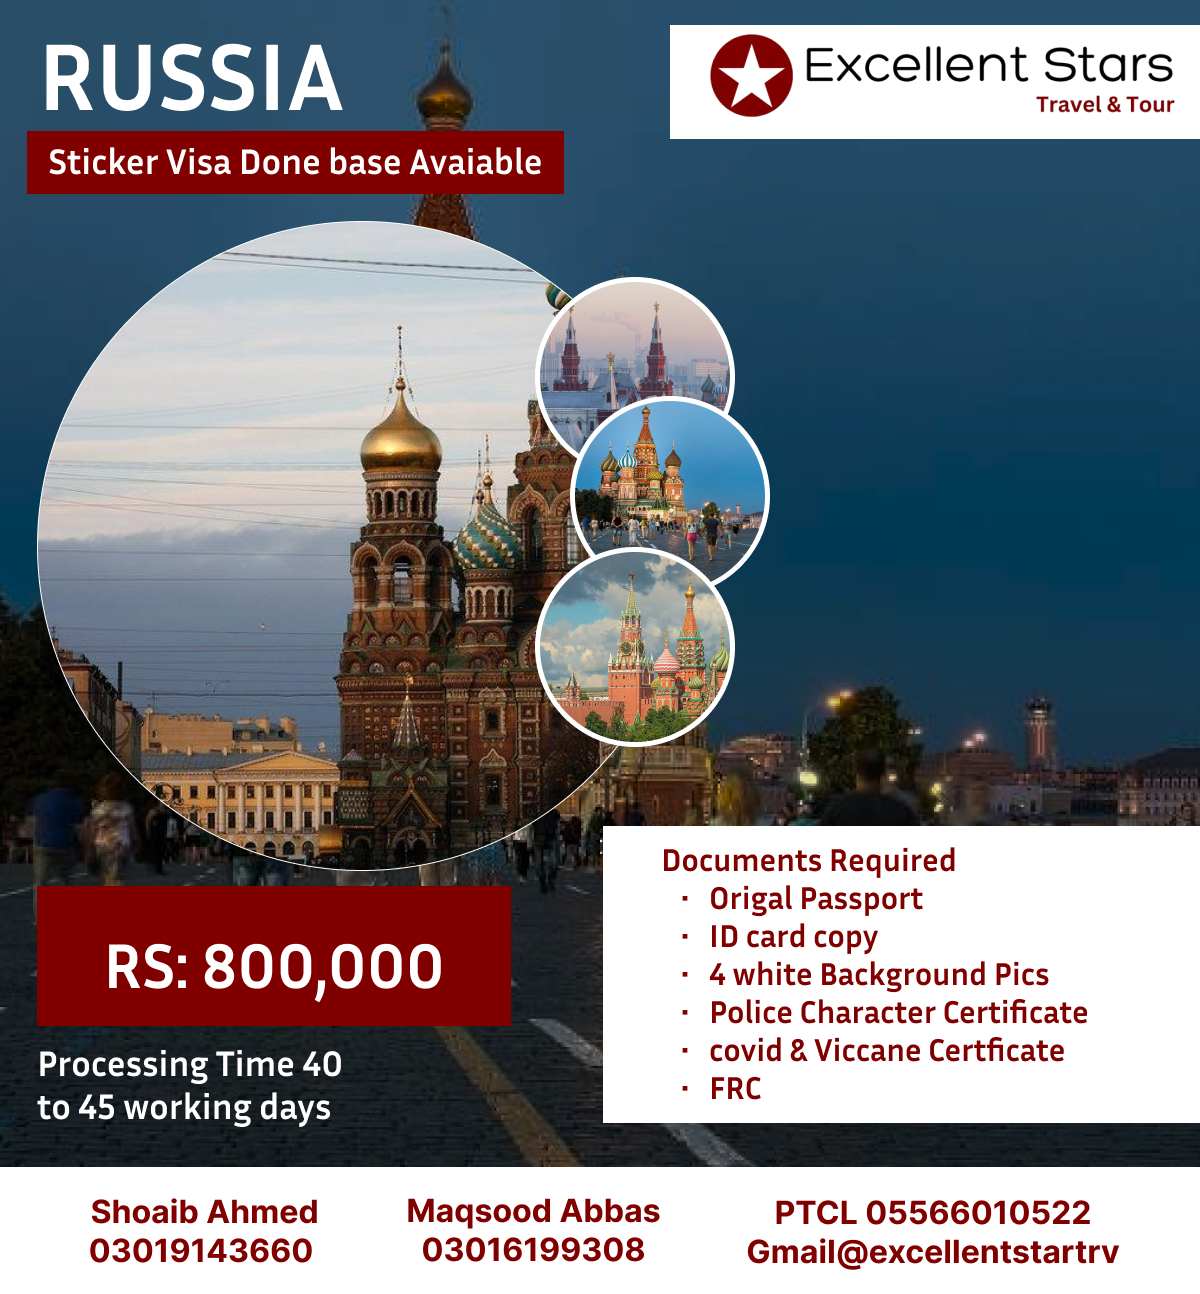 RUSSIA
Excellent Stars
Travel & Tour
Sticker Visa Done base Avaiable
RS: 800,000
Processing Time 40
to 45 working days
Documents Required
· Origal Passport
· ID card copy
· 4 white Background Pics
· Police Character Certificate
· covid & Viccane Certficate
· FRC
Shoaib Ahmed
03019143660
Maqsood Abbas
03016199308
PTCL 05566010522
Gmail@excellentstartrv